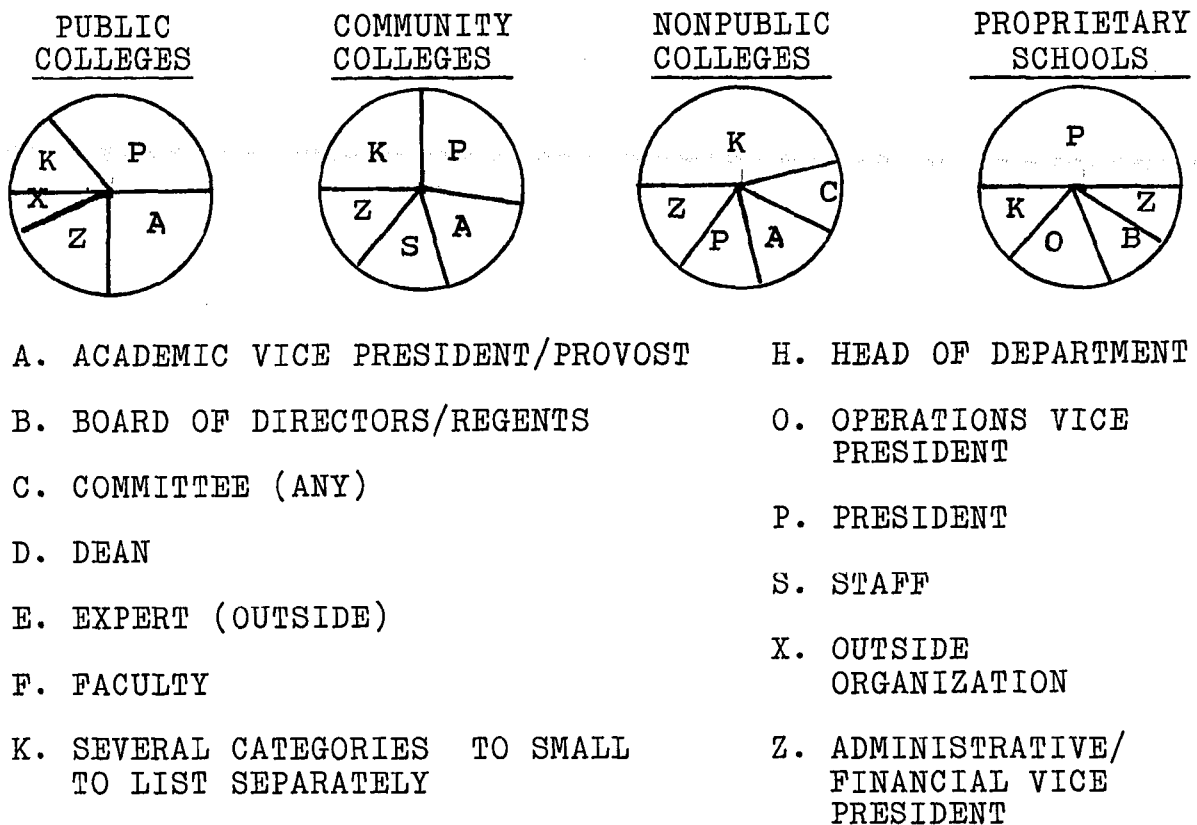 PUBLIC
COLLEGES
COMMUNITY
COLLEGES
NONPUBLIC
COLLEGES
PROPRIETARY
SCHOOLS
K
P
X
Z
A
K
P
Z
S
A
K
C
Z
P
A
P
K
O
B
Z
A. ACADEMIC VICE PRESIDENT/PROVOST
B. BOARD OF DIRECTORS/REGENTS
C. COMMITTEE (ANY)
D. DEAN
E. EXPERT (OUTSIDE)
F. FACULTY
K. SEVERAL CATEGORIES TO SMALL
TO LIST SEPARATELY
H. HEAD OF DEPARTMENT
O. OPERATIONS VICE
PRESIDENT
P. PRESIDENT
S. STAFF
X. OUTSIDE
ORGANIZATION
Z. ADMINISTRATIVE/
FINANCIAL VICE
PRESIDENT